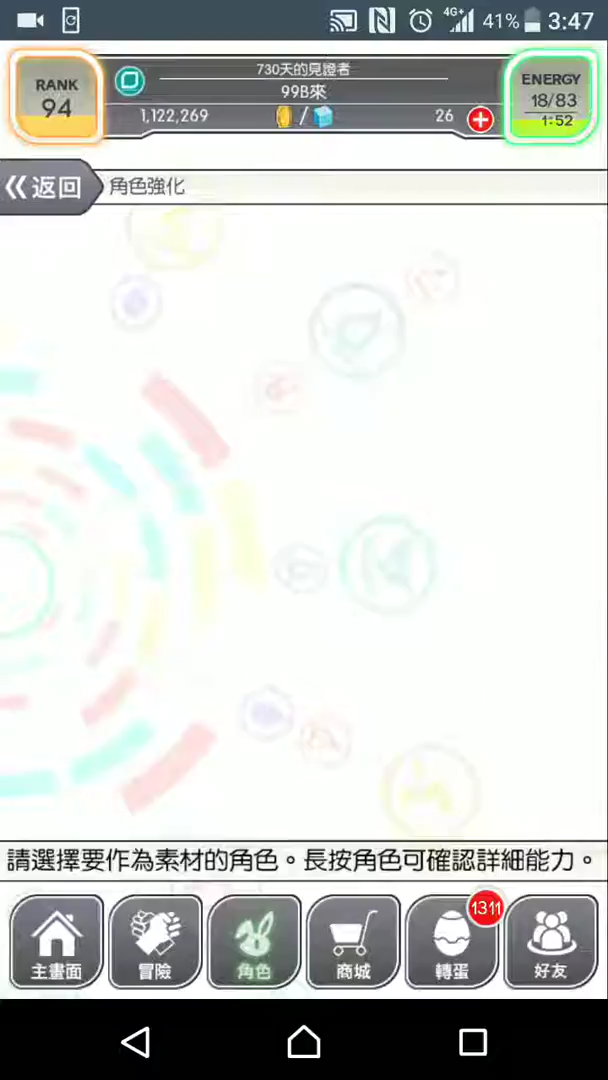 4G+ 41% 3:47
RANK
94
730天的見證者
99B來
1,122,269 / 26
ENERGY
18/83
1:52
返回
角色強化
請選擇要作為素材的角色。長按角色可確認詳細能力。
1311
主畫面 冒險 角色 商城 轉蛋 好友